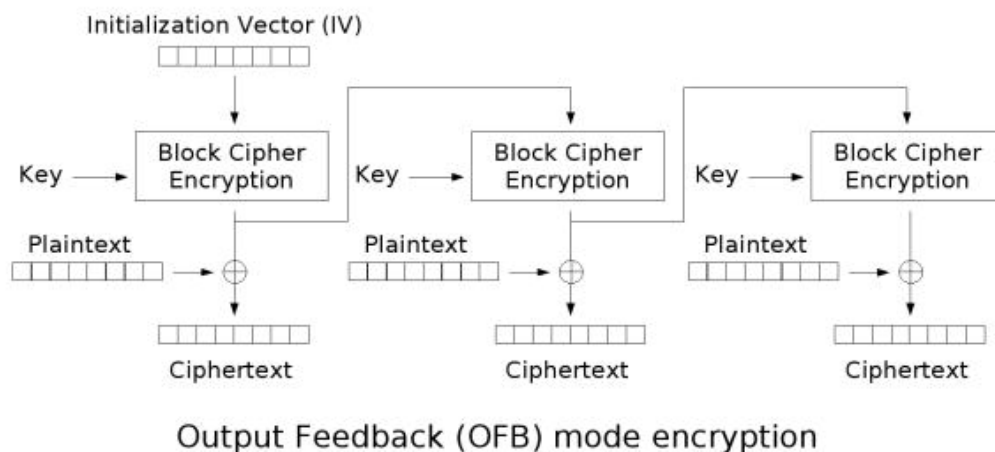 Initialization Vector (IV)
Key
Block Cipher
Encryption
Key
Block Cipher
Encryption
Key
Block Cipher
Encryption
Plaintext
Plaintext
Plaintext
Ciphertext
Ciphertext
Ciphertext
Output Feedback (OFB) mode encryption